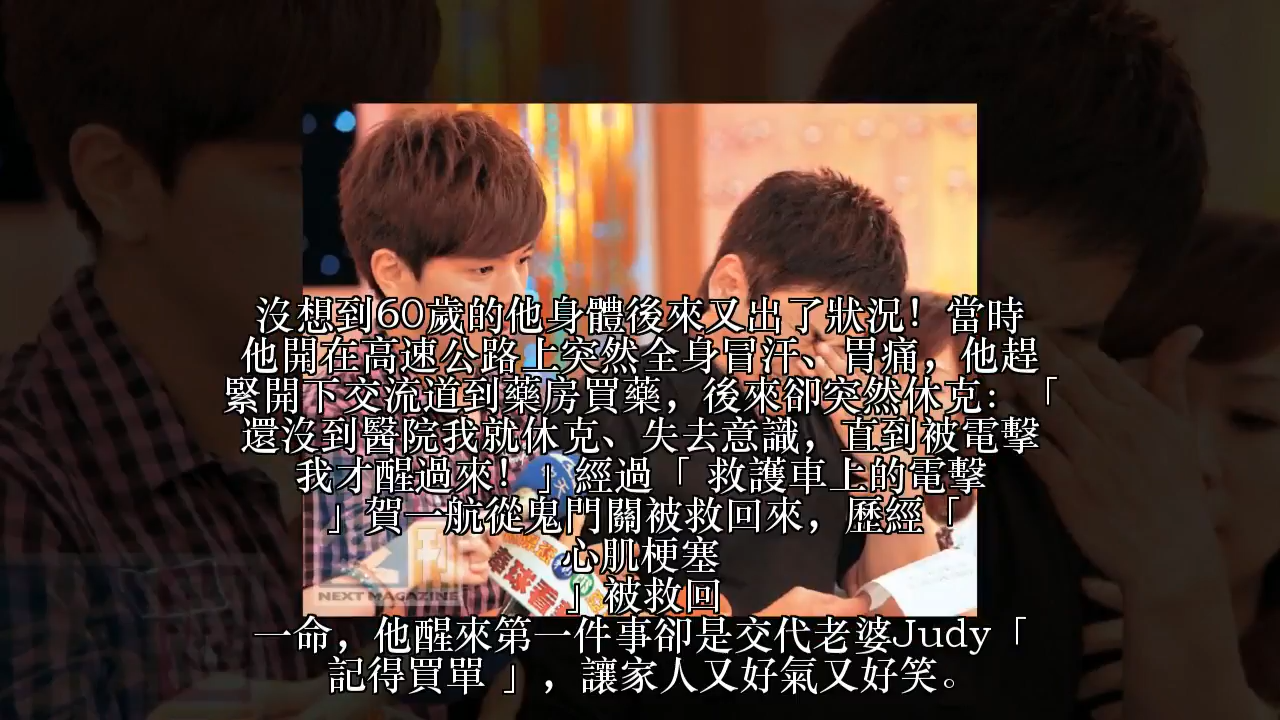 沒想到60歲的他身體後來又出了狀況！當時
他開在高速公路上突然全身冒汗、胃痛，他趕
緊開下交流道到藥房買藥，後來卻突然休克：「
還沒到醫院我就休克、失去意識，直到被電擊
我才醒過來！』經過「 救護車上的電擊
」賀一航從鬼門關被救回來，歷經「
心肌梗塞
』被救回
一命，他醒來第一件事卻是交代老婆Judy「
記得買單 」，讓家人又好氣又好笑。
NEXT MAGAZINE